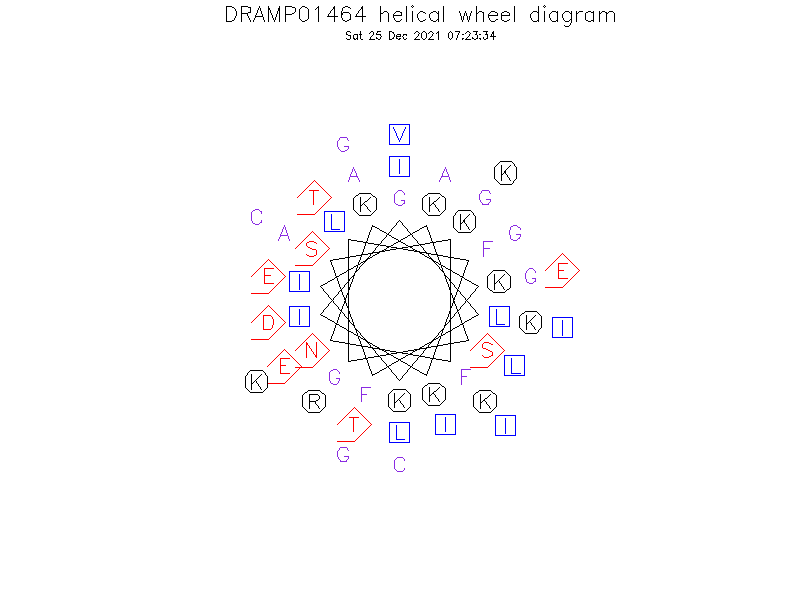 DRAMP01464 helical wheel diagram
Sat 25 Dec 2021 07:23:34
V
G
I
A A K
T G G
K K
C L K
A G
S F
E I K G E
D I L K I
N S
E L
K G F
R F K K K
T L I I
G C